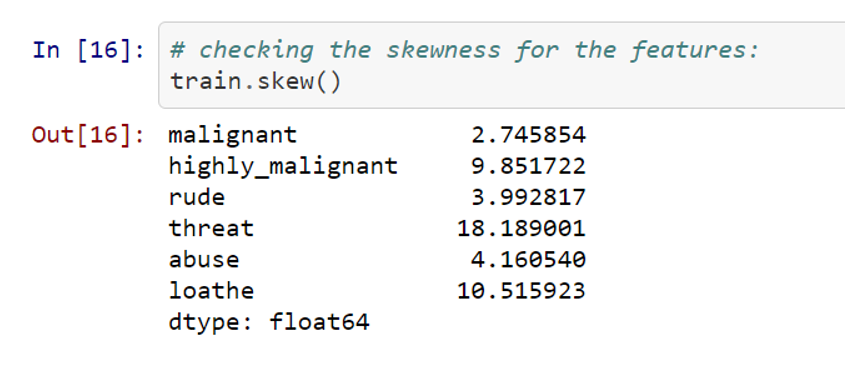 In [16]: # checking the skewness for the features:
train.skew()
Out[16]: malignant 2.745854
highly_malignant 9.851722
rude 3.992817
threat 18.189001
abuse 4.160540
loathe 10.515923
dtype: float64